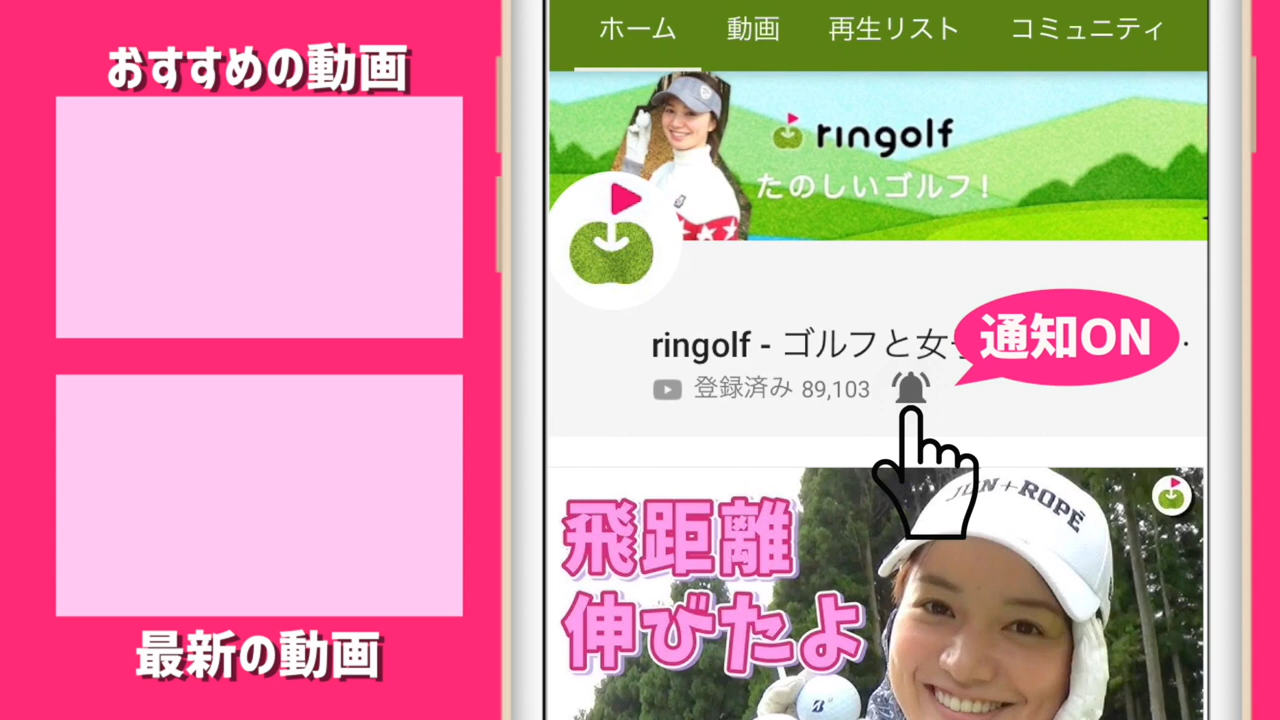 おすすめの動画
最新の動画
ホーム 動画 再生リスト コミュニティ
ringolf
たのしいゴルフ!
ringolf - ゴルフと女
通知ON
登録済み 89,103
飛距離
伸びたよ
JUN+ROPÉ
B